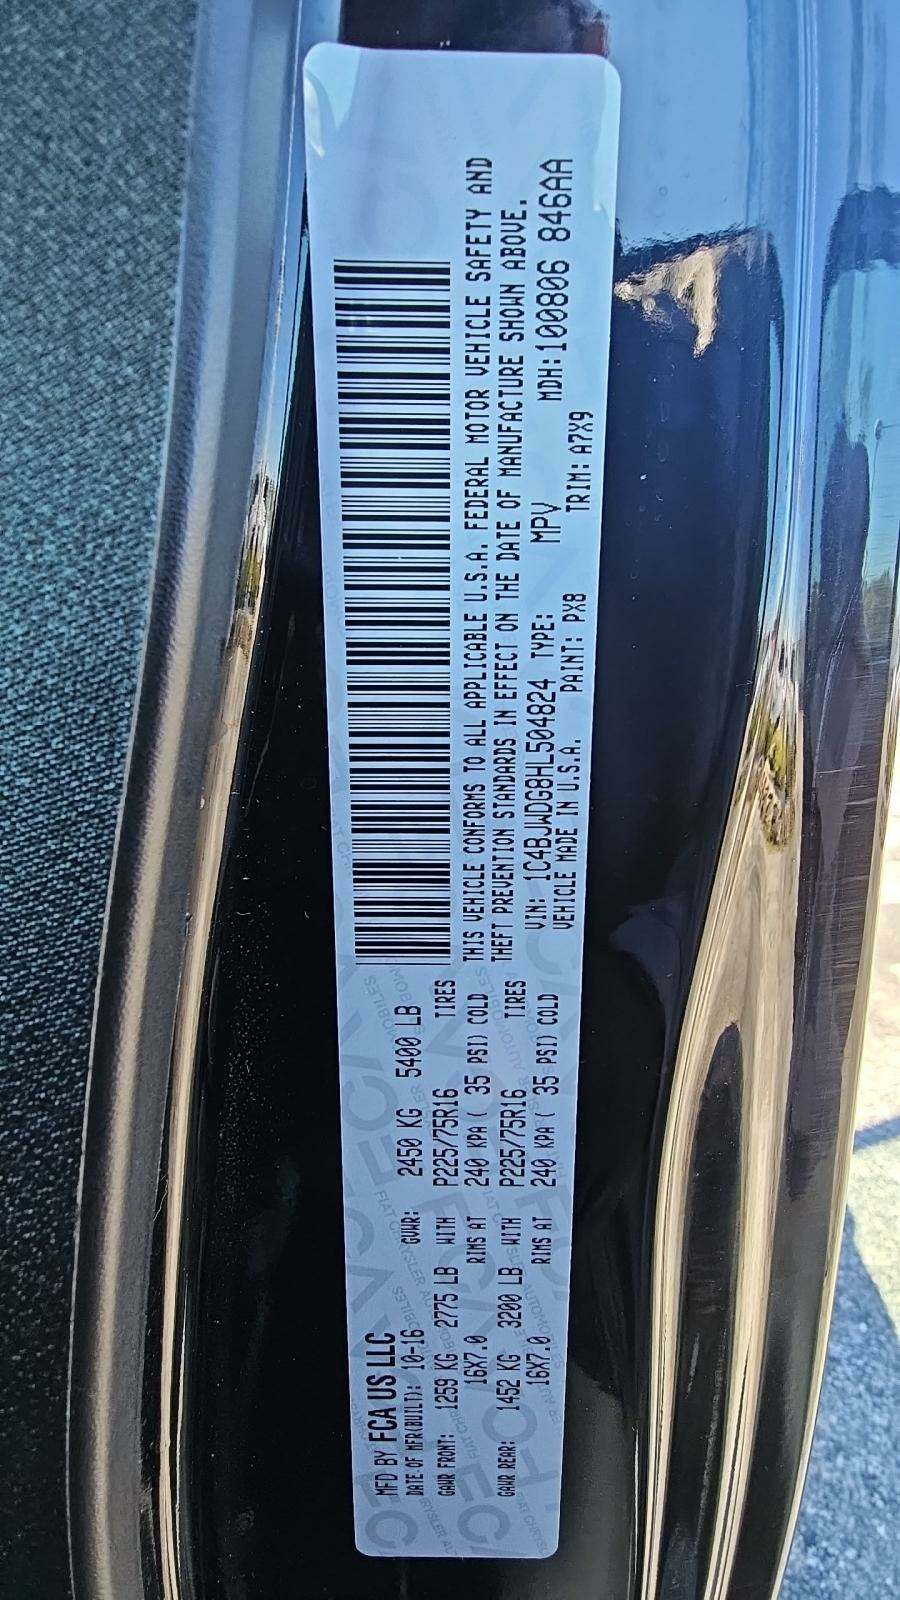 MFD BY FCA US LLC
DATE OF MFR(BUILT): 10-16 GVWR: 2450 KG 5400 LB
GAWR FRONT: 1259 KG 2775 LB WITH P225/75R16 TIRES
16X7.0 RIMS AT 240 KPA ( 35 PSI) COLD
GAWR REAR: 1452 KG 3200 LB WITH P225/75R16 TIRES
16X7.0 RIMS AT 240 KPA ( 35 PSI) COLD
THIS VEHICLE CONFORMS TO ALL APPLICABLE U.S.A. FEDERAL MOTOR VEHICLE SAFETY AND
THEFT PREVENTION STANDARDS IN EFFECT ON THE DATE OF MANUFACTURE SHOWN ABOVE.
VIN: 1C4BJWDG8HL504824 TYPE: MPV MDH:100806 846AA
VEHICLE MADE IN U.S.A. PAINT: PX8 TRIM: A7X9